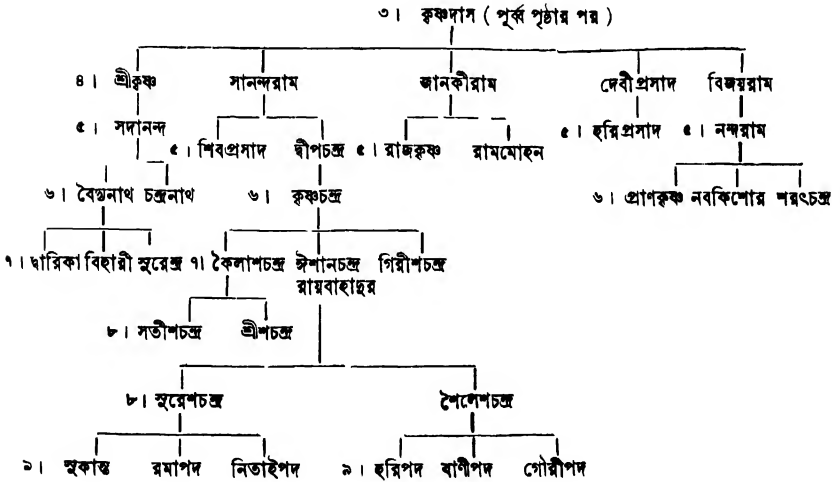 ৩। কৃষ্ণদাস ( পূর্ব্ব পৃষ্ঠার পর )
৪। শ্রীকৃষ্ণ সানন্দরাম জানকীরাম দেবীপ্রসাদ বিজয়রাম
৫। সদানন্দ ৫। শিবপ্রসাদ দ্বীপচন্দ্র ৫। রাজকৃষ্ণ রামমোহন ৫। হরিপ্রসাদ ৫। নন্দরাম
৬। বৈদ্যনাথ চন্দ্রনাথ ৬। কৃষ্ণচন্দ্র ৬। প্রাণকৃষ্ণ নবকিশোর শরৎচন্দ্র
৭। দ্বারিকা বিহারী সুরেন্দ্র ৭। কৈলাশচন্দ্র ঈশানচন্দ্র গিরীশচন্দ্র
রায়বাহাদুর
৮। সতীশচন্দ্র শ্রীশচন্দ্র
৮। সুরেশচন্দ্র শৈলেশচন্দ্র
৯। সুকান্ত রমাপদ নিতাইপদ ৯। হরিপদ বাণীপদ গৌরীপদ